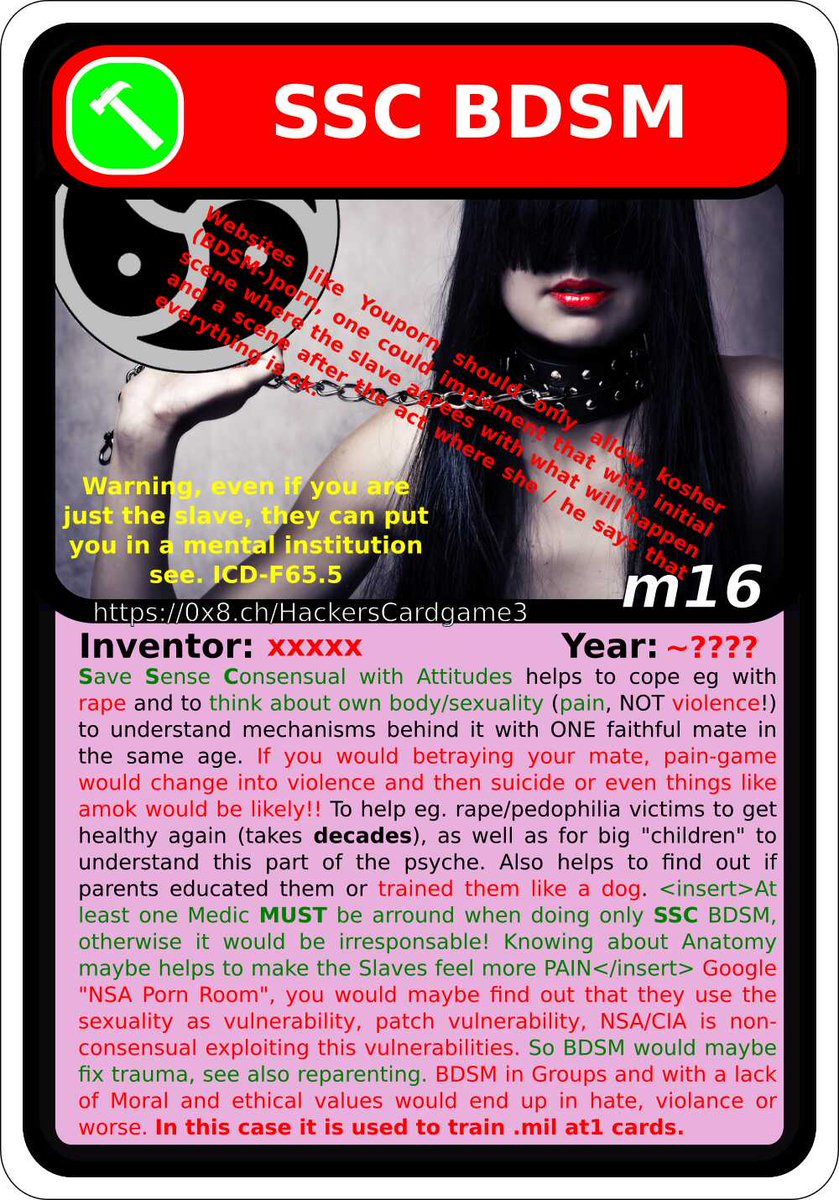 SSC BDSM
Websites like Youporn should only allow kosher
(BDSM-)porn, one could implement that with initial
scene where the slave agrees with what will happen
and a scene after the act where she / he says that
everything is ok.
Warning, even if you are
just the slave, they can put
you in a mental institution
see. ICD-F65.5
m16
https://0x8.ch/HackersCardgame3
Inventor: xxxxx Year: ~????
Save Sense Consensual with Attitudes helps to cope eg with
rape and to think about own body/sexuality (pain, NOT violence!)
to understand mechanisms behind it with ONE faithful mate in
the same age. If you would betraying your mate, pain-game
would change into violence and then suicide or even things like
amok would be likely!! To help eg. rape/pedophilia victims to get
healthy again (takes decades), as well as for big "children" to
understand this part of the psyche. Also helps to find out if
parents educated them or trained them like a dog. <insert>At
least one Medic MUST be arround when doing only SSC BDSM,
otherwise it would be irresponsable! Knowing about Anatomy
maybe helps to make the Slaves feel more PAIN</insert> Google
"NSA Porn Room", you would maybe find out that they use the
sexuality as vulnerability, patch vulnerability, NSA/CIA is non-
consensual exploiting this vulnerabilities. So BDSM would maybe
fix trauma, see also reparenting. BDSM in Groups and with a lack
of Moral and ethical values would end up in hate, violance or
worse. In this case it is used to train .mil at1 cards.